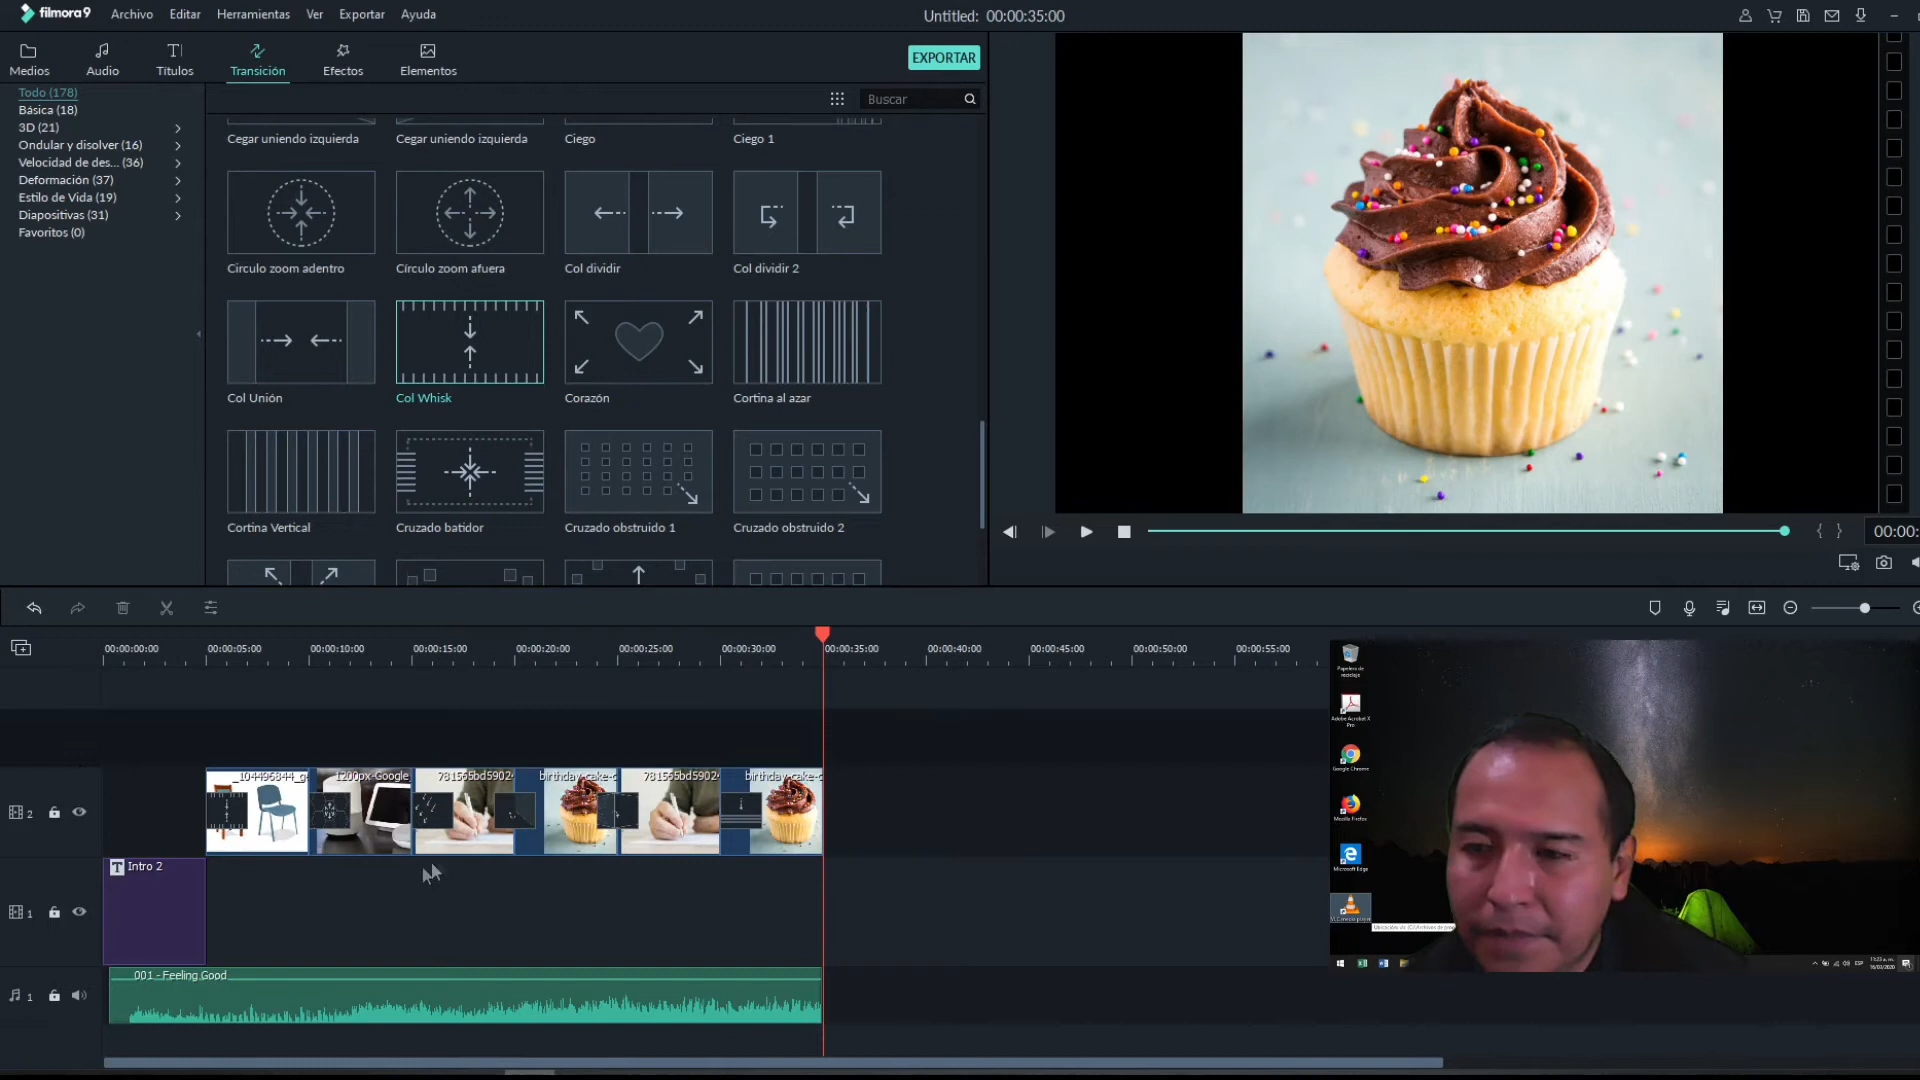 filmora9
Archivo Editar Herramientas Ver Exportar Ayuda
Untitled: 00:00:35:00
Medios Audio Títulos Transición Efectos Elementos
EXPORTAR
Todo (178)
Básica (18)
3D (21)
Ondular y disolver (16)
Velocidad de des... (36)
Deformación (37)
Estilo de Vida (19)
Diapositivas (31)
Favoritos (0)
Buscar
Cegar uniendo izquierda Cegar uniendo izquierda Ciego Ciego 1
Circulo zoom adentro Círculo zoom afuera Col dividir Col dividir 2
Col Unión Col Whisk Corazón Cortina al azar
Cortina Vertical Cruzado batidor Cruzado obstruido 1 Cruzado obstruido 2
00:00:
00:00:00:00 00:00:05:00 00:00:10:00 00:00:15:00 00:00:20:00 00:00:25:00 00:00:30:00 00:00:35:00 00:00:40:00 00:00:45:00 00:00:50:00 00:00:55:00
2
1200px-Google_ 781555bd5902 birthday-cake-c 781555bd5902 birthday-cake-c
T Intro 2
1
001 - Feeling Good
1
Papelera de
reciclaje
Adobe Acrobat X
Pro
Google Chrome
Mozilla Firefox
Microsoft Edge
ESP